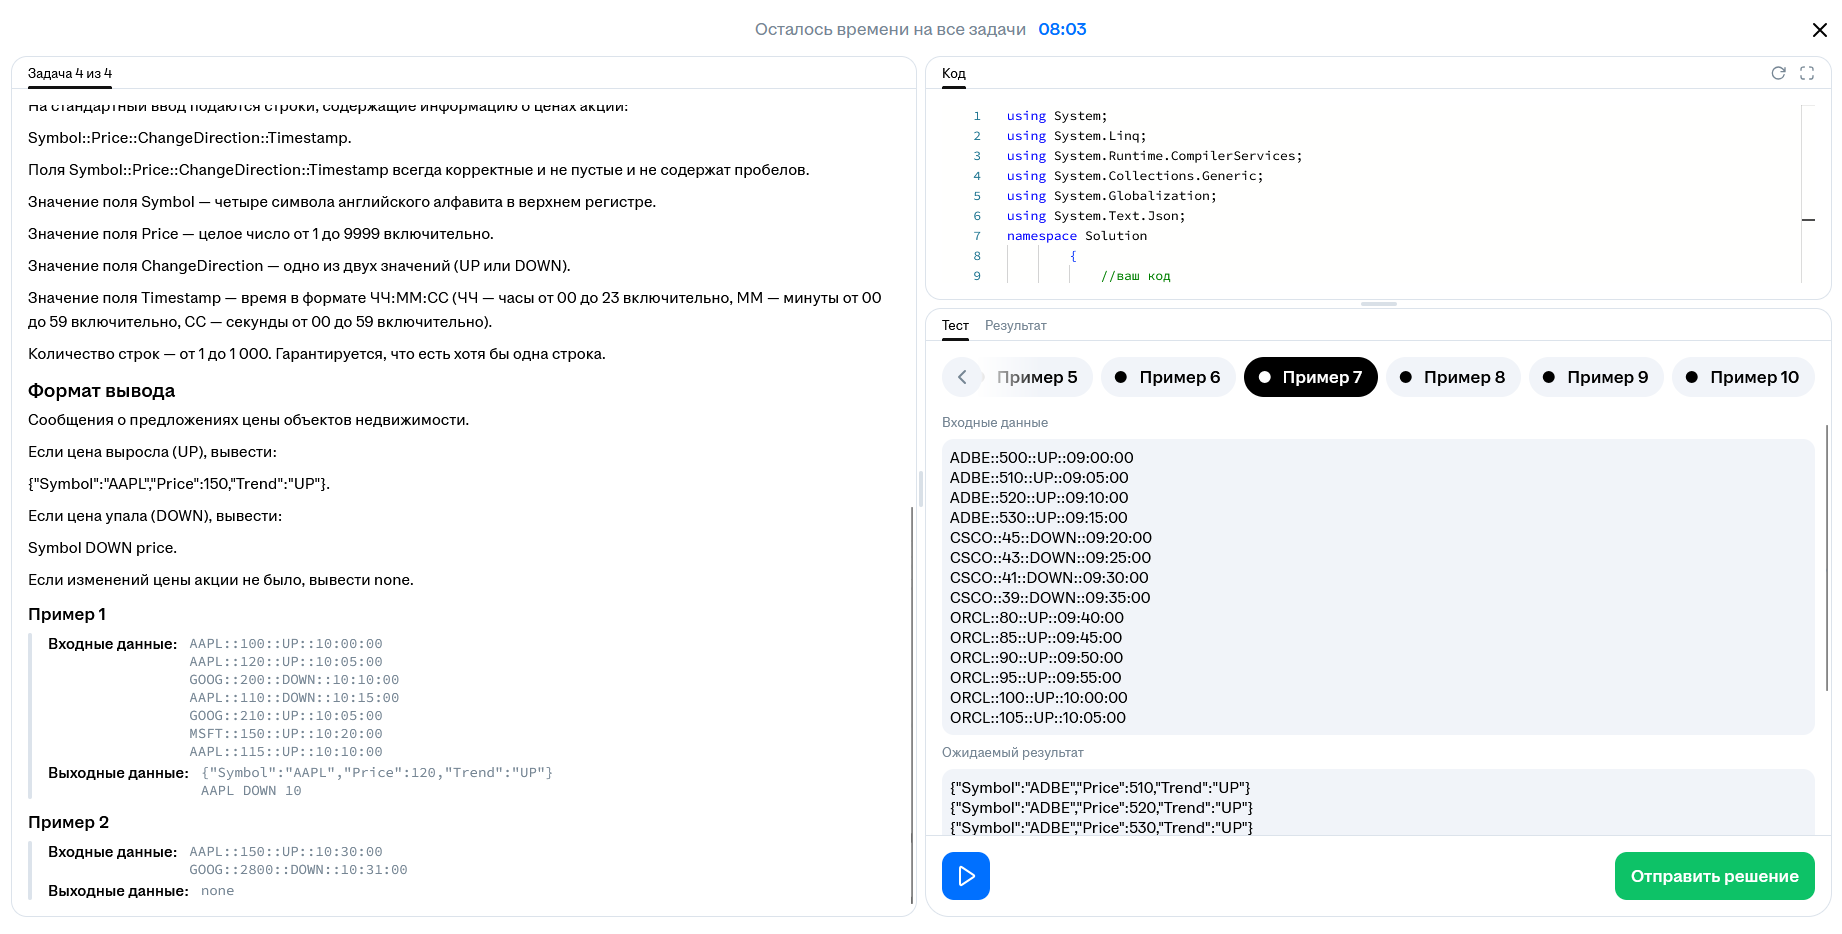 Осталось времени на все задачи 08:03
Задача 4 из 4
На стандартный ввод подаются строки, содержащие информацию о ценах акции:
Symbol::Price::ChangeDirection::Timestamp.
Поля Symbol::Price::ChangeDirection::Timestamp всегда корректные и не пустые и не содержат пробелов.
Значение поля Symbol — четыре символа английского алфавита в верхнем регистре.
Значение поля Price — целое число от 1 до 9999 включительно.
Значение поля ChangeDirection — одно из двух значений (UP или DOWN).
Значение поля Timestamp — время в формате ЧЧ:ММ:СС (ЧЧ — часы от 00 до 23 включительно, ММ — минуты от 00
до 59 включительно, СС — секунды от 00 до 59 включительно).
Количество строк — от 1 до 1 000. Гарантируется, что есть хотя бы одна строка.
Формат вывода
Сообщения о предложениях цены объектов недвижимости.
Если цена выросла (UP), вывести:
{"Symbol":"AAPL","Price":150,"Trend":"UP"}.
Если цена упала (DOWN), вывести:
Symbol DOWN price.
Если изменений цены акции не было, вывести none.
Пример 1
Входные данные: AAPL::100::UP::10:00:00
AAPL::120::UP::10:05:00
GOOG::200::DOWN::10:10:00
AAPL::110::DOWN::10:15:00
GOOG::210::UP::10:05:00
MSFT::150::UP::10:20:00
AAPL::115::UP::10:10:00
Выходные данные: {"Symbol":"AAPL","Price":120,"Trend":"UP"}
AAPL DOWN 10
Пример 2
Входные данные: AAPL::150::UP::10:30:00
GOOG::2800::DOWN::10:31:00
Выходные данные: none
Код
1 using System;
2 using System.Linq;
3 using System.Runtime.CompilerServices;
4 using System.Collections.Generic;
5 using System.Globalization;
6 using System.Text.Json;
7 namespace Solution
8 {
9 //ваш код
Тест Результат
Пример 5 Пример 6 Пример 7 Пример 8 Пример 9 Пример 10
Входные данные
ADBE::500::UP::09:00:00
ADBE::510::UP::09:05:00
ADBE::520::UP::09:10:00
ADBE::530::UP::09:15:00
CSCO::45::DOWN::09:20:00
CSCO::43::DOWN::09:25:00
CSCO::41::DOWN::09:30:00
CSCO::39::DOWN::09:35:00
ORCL::80::UP::09:40:00
ORCL::85::UP::09:45:00
ORCL::90::UP::09:50:00
ORCL::95::UP::09:55:00
ORCL::100::UP::10:00:00
ORCL::105::UP::10:05:00
Ожидаемый результат
{"Symbol":"ADBE","Price":510,"Trend":"UP"}
{"Symbol":"ADBE","Price":520,"Trend":"UP"}
{"Symbol":"ADBE","Price":530,"Trend":"UP"}
Отправить решение